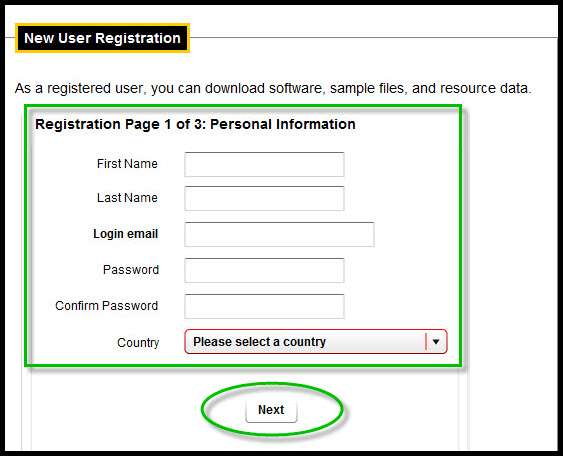 New User Registration
As a registered user, you can download software, sample files, and resource data.
Registration Page 1 of 3: Personal Information
First Name
Last Name
Login email
Password
Confirm Password
Country Please select a country
Next